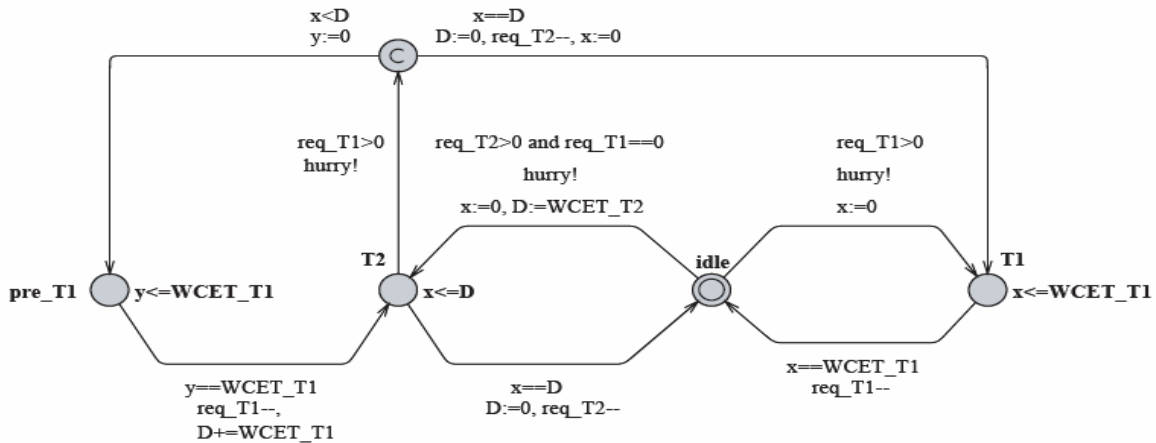 x<D
y:=0
C
x==D
D:=0, req_T2--, x:=0
req_T1>0
hurry!
req_T2>0 and req_T1==0
hurry!
x:=0, D:=WCET_T2
req_T1>0
hurry!
x:=0
pre_T1
y<=WCET_T1
T2
x<=D
idle
T1
x<=WCET_T1
y==WCET_T1
req_T1--,
D+=WCET_T1
x==D
D:=0, req_T2--
x==WCET_T1
req_T1--